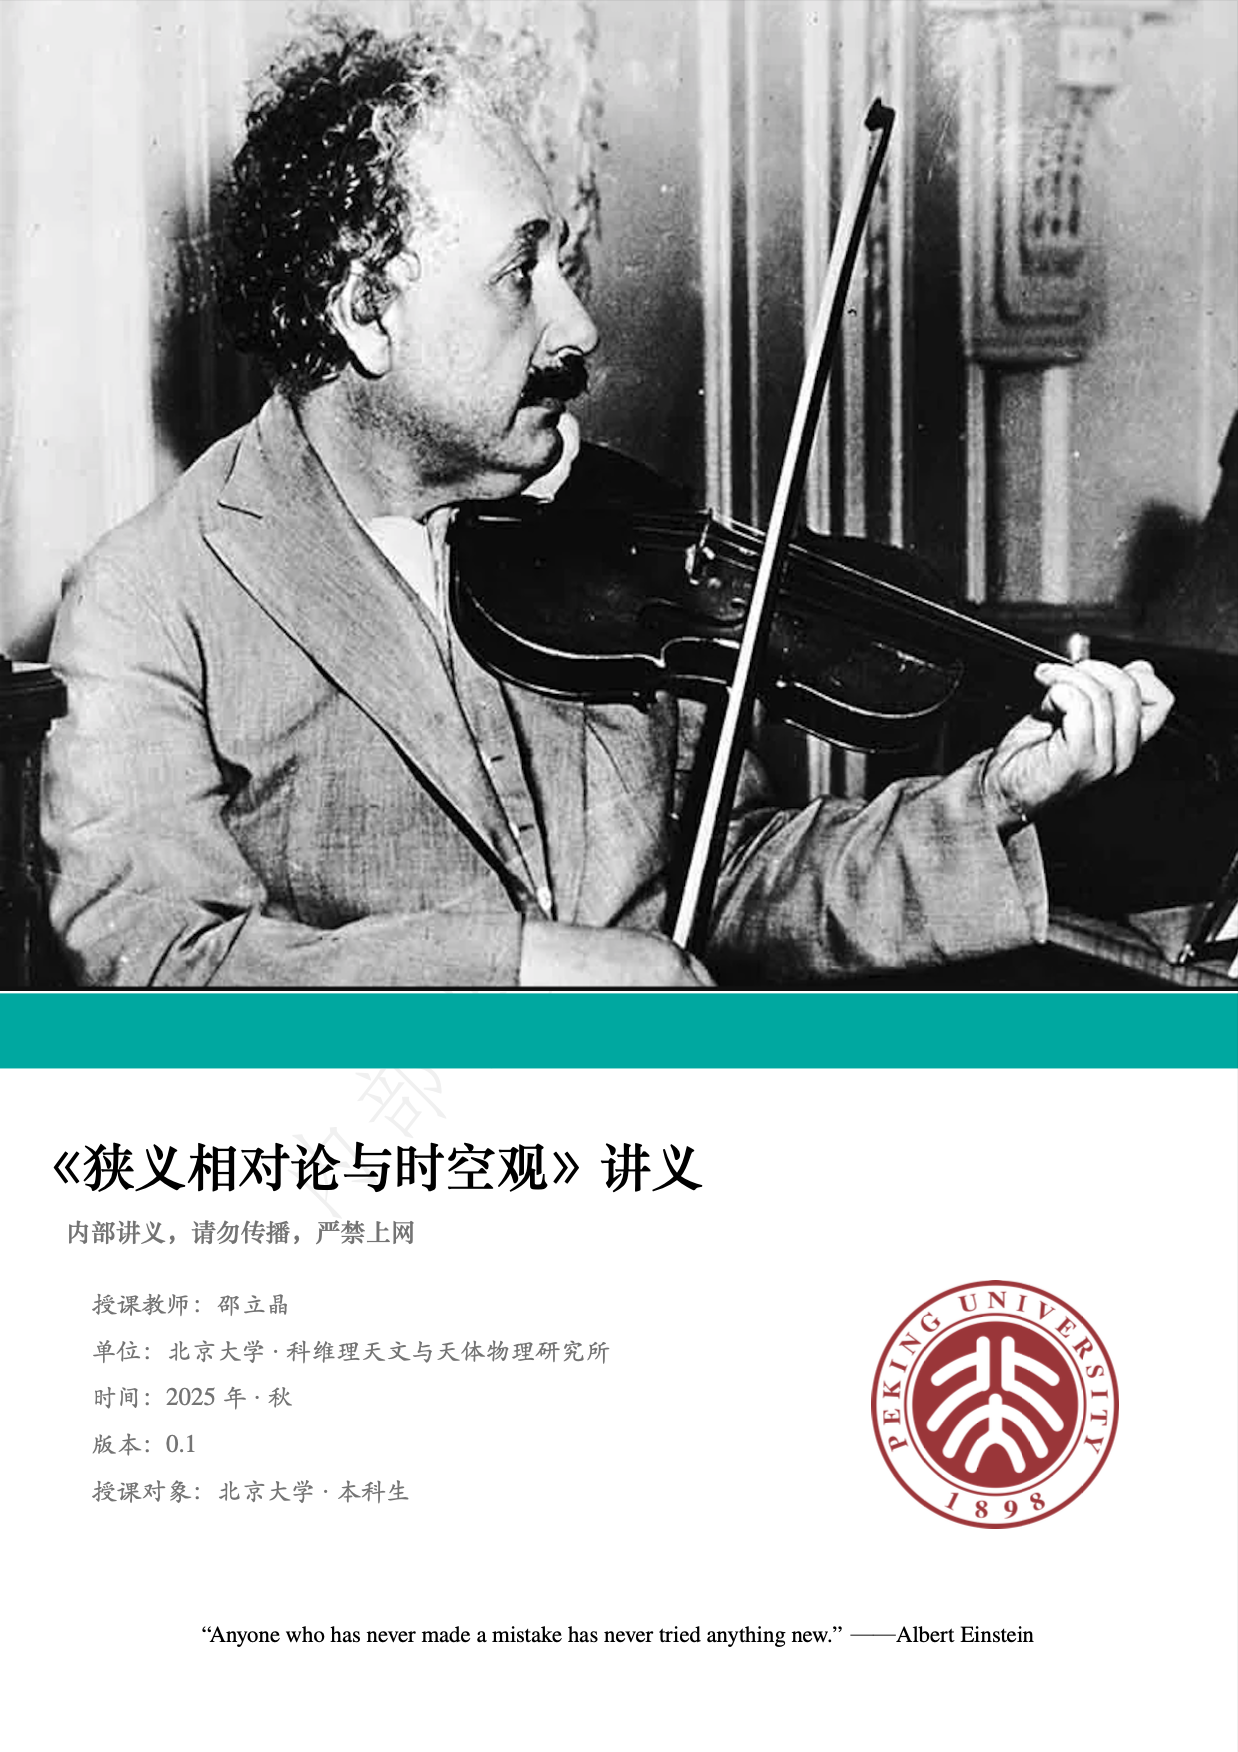 内部
《狭义相对论与时空观》讲义
内部讲义，请勿传播，严禁上网
授课教师：邵立晶
单位：北京大学 · 科维理天文与天体物理研究所
时间：2025 年 · 秋
版本：0.1
授课对象：北京大学 · 本科生
PEKING UNIVERSITY
1898
“Anyone who has never made a mistake has never tried anything new.” ——Albert Einstein